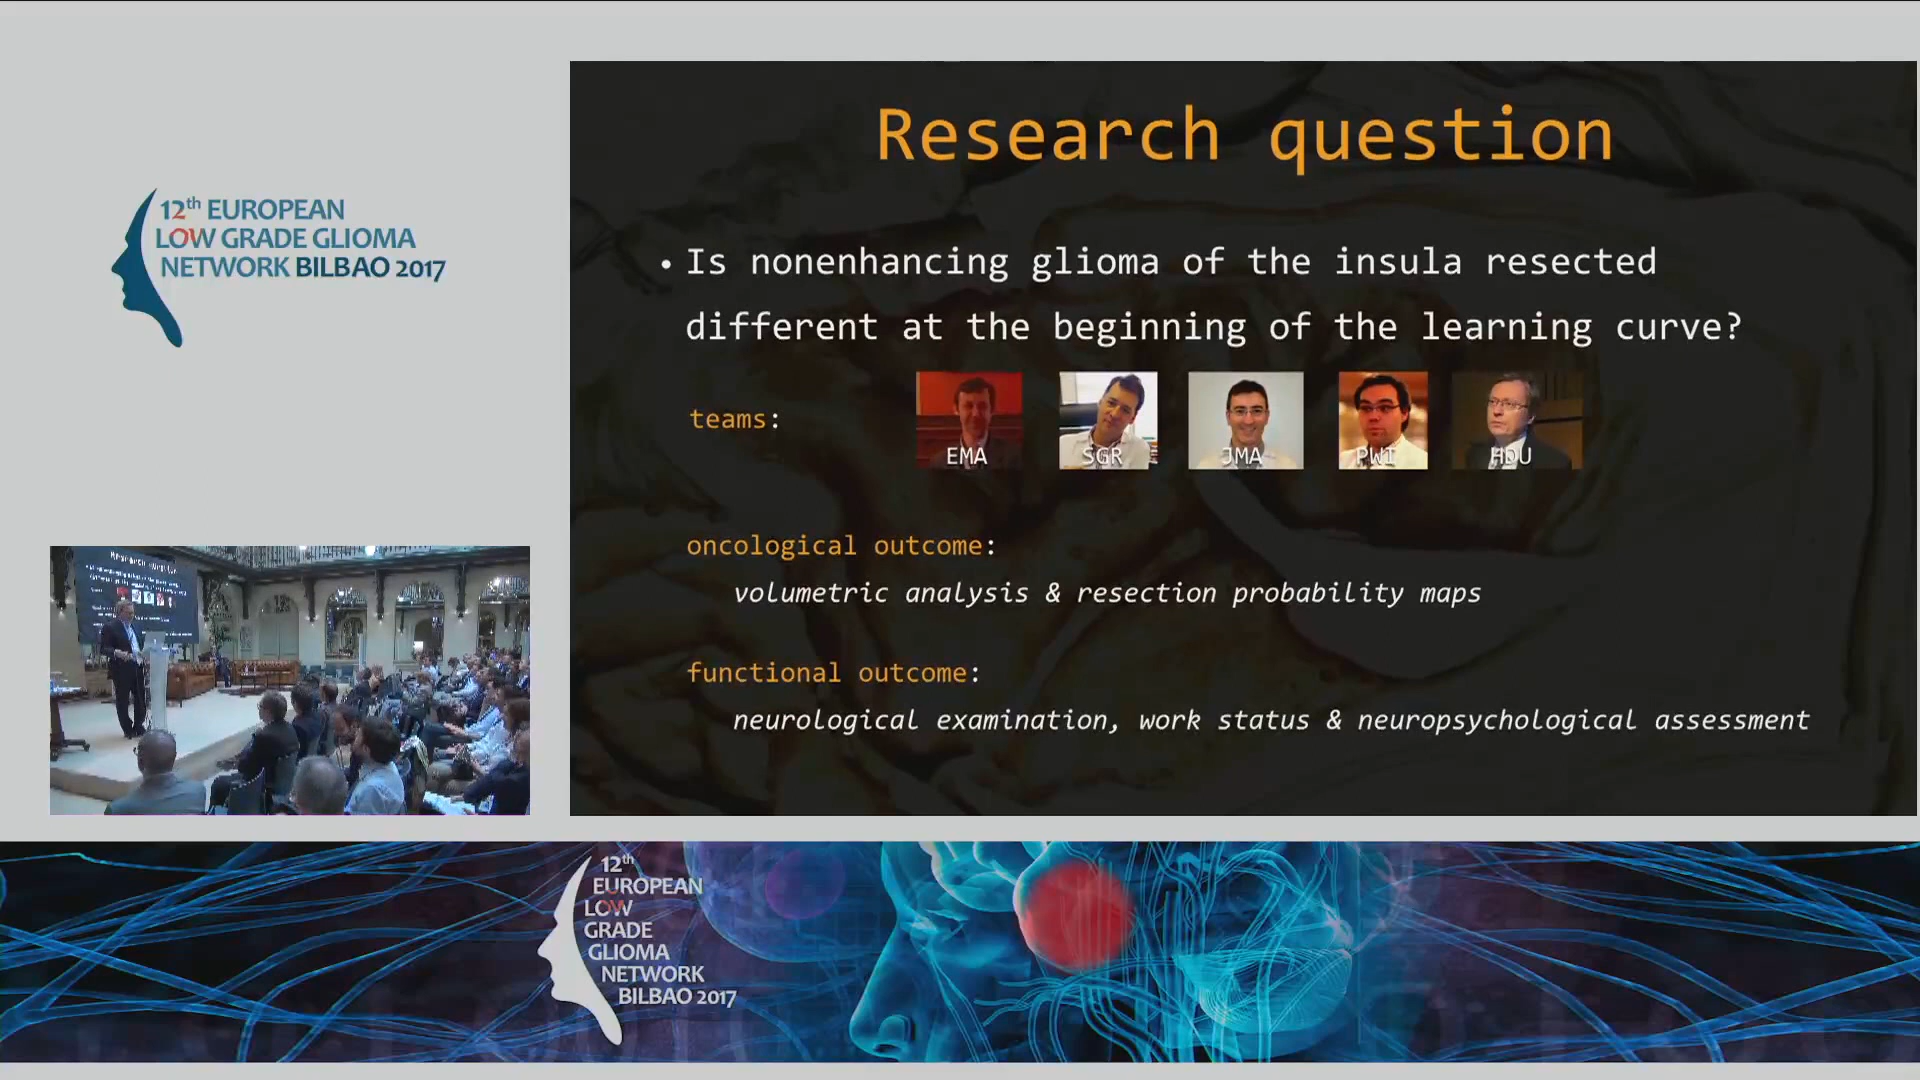 12th EUROPEAN
LOW GRADE GLIOMA
NETWORK BILBAO 2017
Research question
• Is nonenhancing glioma of the insula resected
different at the beginning of the learning curve?
teams:
EMA SGR JMA PWI HDU
oncological outcome:
volumetric analysis & resection probability maps
functional outcome:
neurological examination, work status & neuropsychological assessment
12th
EUROPEAN
LOW
GRADE
GLIOMA
NETWORK
BILBAO 2017